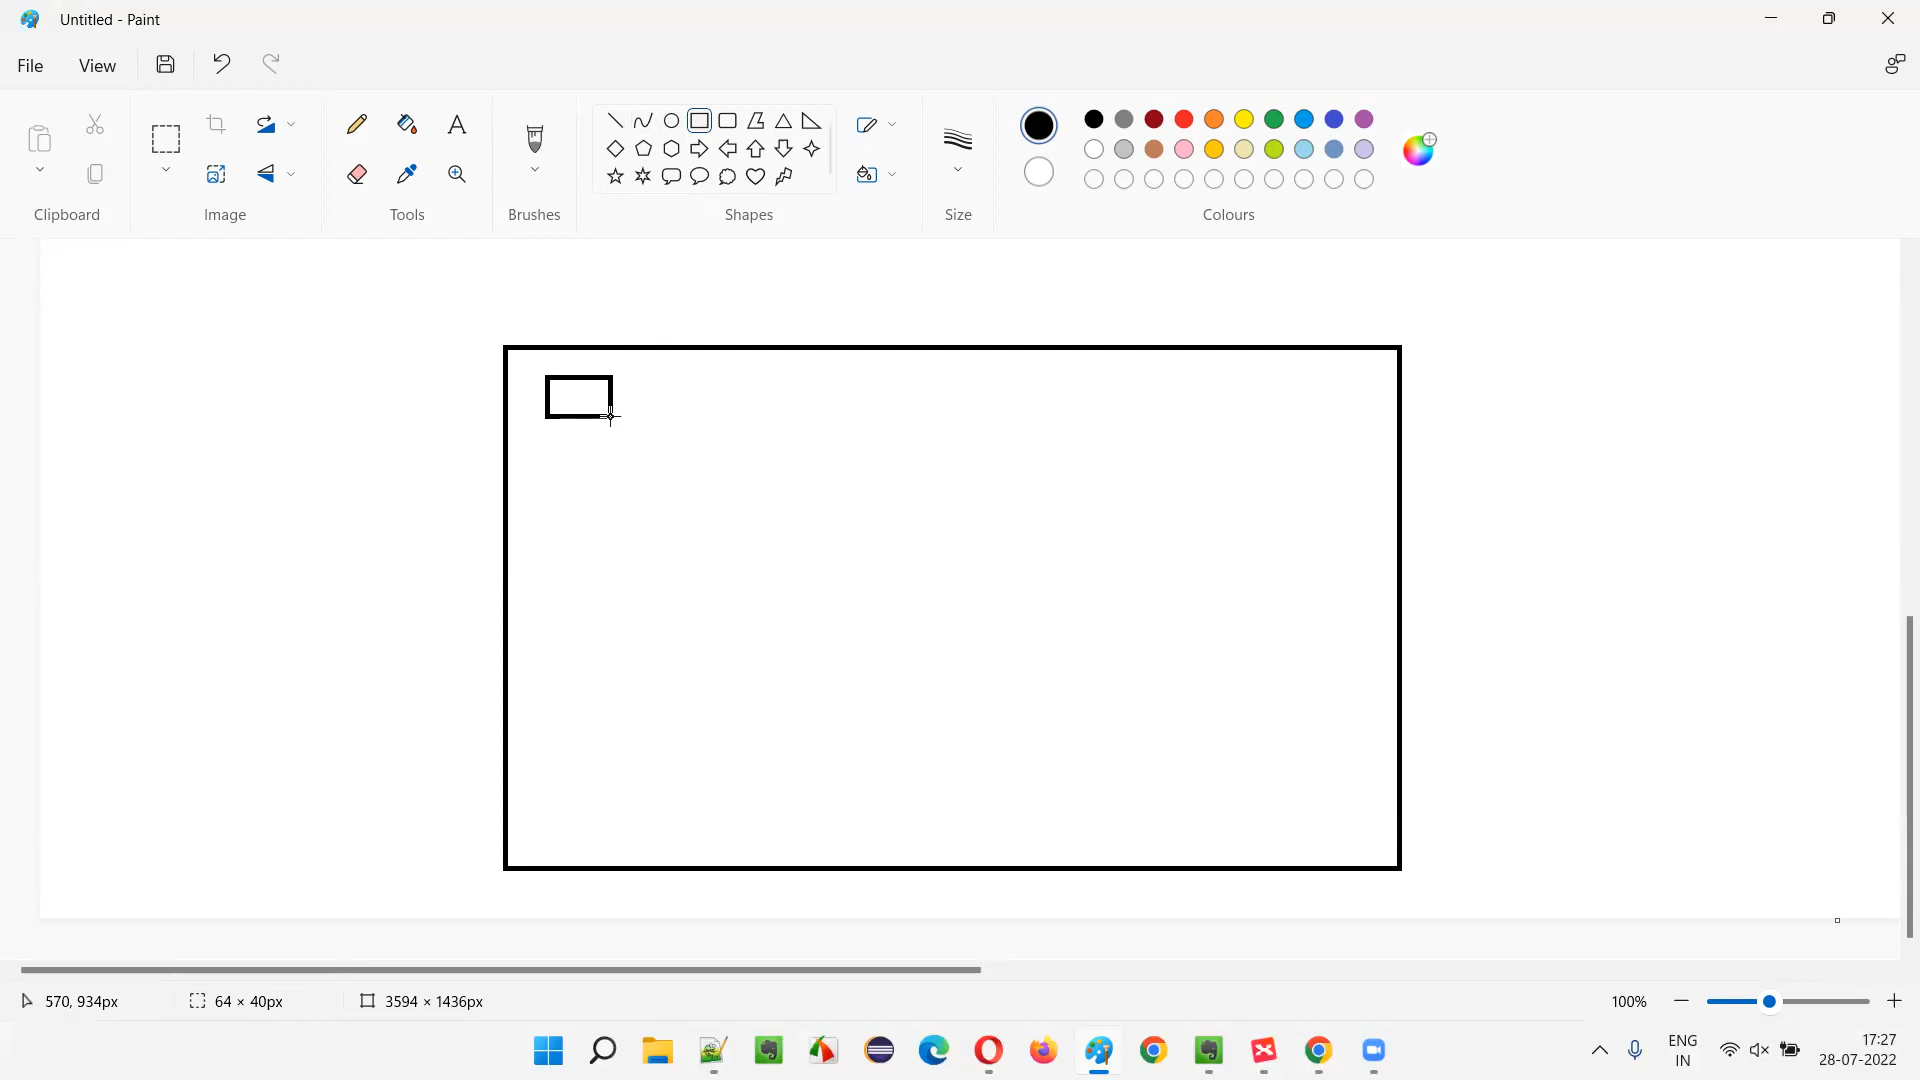 Untitled - Paint
File View
Clipboard Image Tools Brushes Shapes Size Colours
570, 934px 64 × 40px 3594 × 1436px 100%
ENG 17:27
IN 28-07-2022